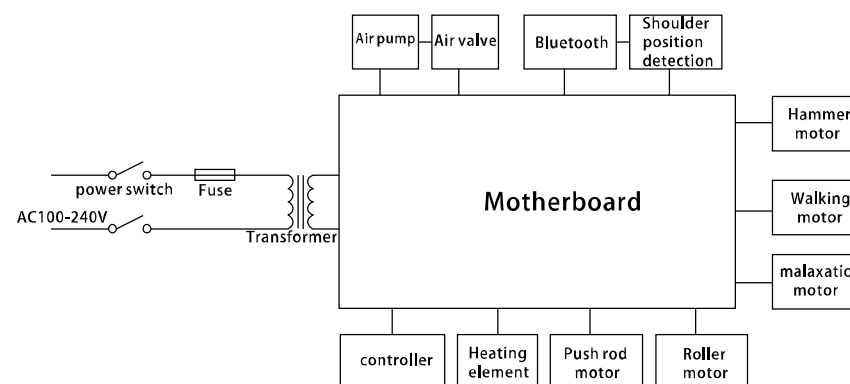 Air pump
Air valve
Bluetooth
Shoulder
position
detection
Hammer
motor
power switch
Fuse
Motherboard
Walking
motor
AC100-240V
Transformer
malaxatio
motor
controller
Heating
element
Push rod
motor
Roller
motor